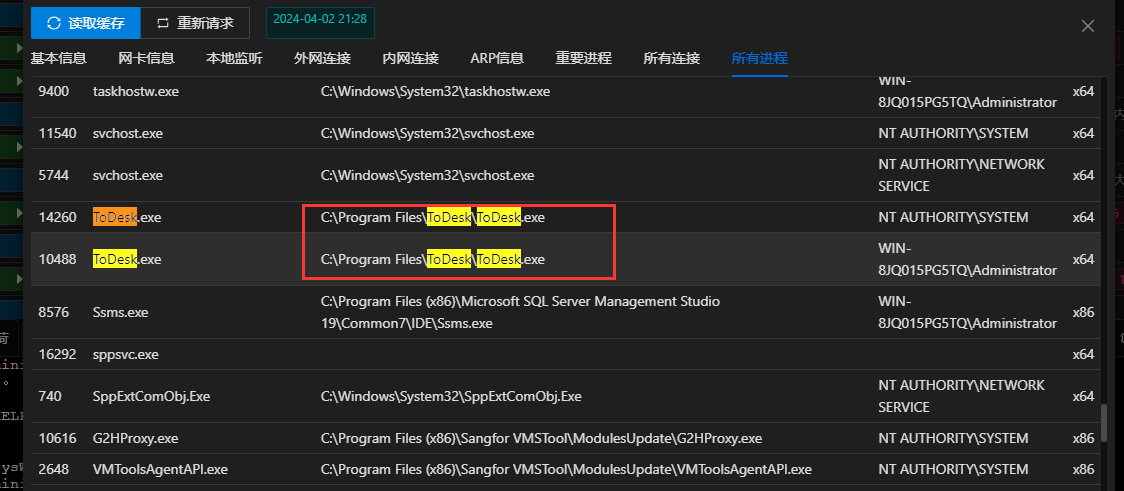 读取缓存 重新请求 2024-04-02 21:28
基本信息 网卡信息 本地监听 外网连接 内网连接 ARP信息 重要进程 所有连接 所有进程
9400 taskhostw.exe C:\Windows\System32\taskhostw.exe WIN-
8JQ015PG5TQ\Administrator x64
11540 svchost.exe C:\Windows\System32\svchost.exe NT AUTHORITY\SYSTEM x64
5744 svchost.exe C:\Windows\System32\svchost.exe NT AUTHORITY\NETWORK
SERVICE x64
14260 ToDesk.exe C:\Program Files\ToDesk\ToDesk.exe NT AUTHORITY\SYSTEM x64
10488 ToDesk.exe C:\Program Files\ToDesk\ToDesk.exe WIN-
8JQ015PG5TQ\Administrator x64
8576 Ssms.exe C:\Program Files (x86)\Microsoft SQL Server Management Studio
19\Common7\IDE\Ssms.exe WIN-
8JQ015PG5TQ\Administrator x86
16292 sppsvc.exe x64
740 SppExtComObj.Exe C:\Windows\System32\SppExtComObj.Exe NT AUTHORITY\NETWORK
SERVICE x64
10616 G2HProxy.exe C:\Program Files (x86)\Sangfor VMSTool\ModulesUpdate\G2HProxy.exe NT AUTHORITY\SYSTEM x86
2648 VMToolsAgentAPI.exe C:\Program Files (x86)\Sangfor VMSTool\ModulesUpdate\VMToolsAgentAPI.exe NT AUTHORITY\SYSTEM x86